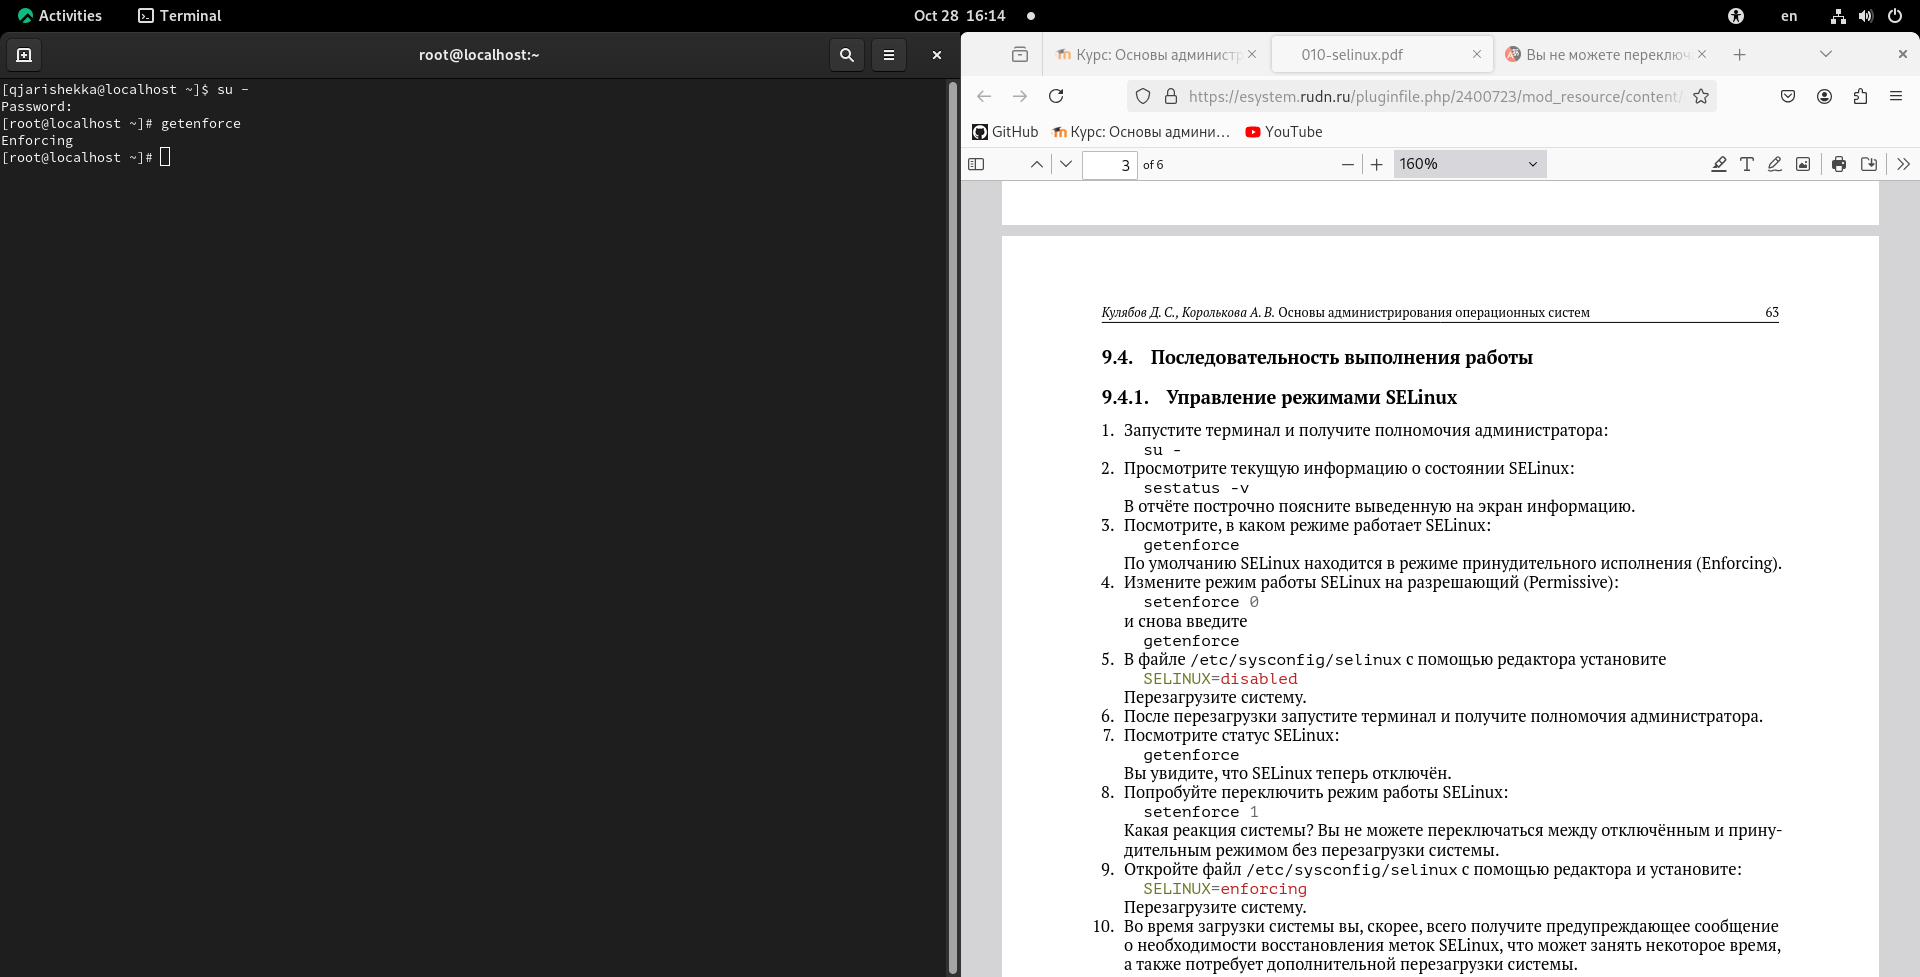 Activities
Terminal
Oct 28 16:14
en
root@localhost:~
[qjarishekka@localhost ~]$ su -
Password:
[root@localhost ~]# getenforce
Enforcing
[root@localhost ~]#
Курс: Основы администр
010-selinux.pdf
Вы не можете переключ
https://esystem.rudn.ru/pluginfile.php/2400723/mod_resource/content/
GitHub
Курс: Основы админи…
YouTube
3 of 6
160%
Кулябов Д. С., Королькова А. В. Основы администрирования операционных систем 63
9.4. Последовательность выполнения работы
9.4.1. Управление режимами SELinux
1. Запустите терминал и получите полномочия администратора:
su -
2. Просмотрите текущую информацию о состоянии SELinux:
sestatus -v
В отчёте построчно поясните выведенную на экран информацию.
3. Посмотрите, в каком режиме работает SELinux:
getenforce
По умолчанию SELinux находится в режиме принудительного исполнения (Enforcing).
4. Измените режим работы SELinux на разрешающий (Permissive):
setenforce 0
и снова введите
getenforce
5. В файле /etc/sysconfig/selinux с помощью редактора установите
SELINUX=disabled
Перезагрузите систему.
6. После перезагрузки запустите терминал и получите полномочия администратора.
7. Посмотрите статус SELinux:
getenforce
Вы увидите, что SELinux теперь отключён.
8. Попробуйте переключить режим работы SELinux:
setenforce 1
Какая реакция системы? Вы не можете переключаться между отключённым и прину-
дительным режимом без перезагрузки системы.
9. Откройте файл /etc/sysconfig/selinux с помощью редактора и установите:
SELINUX=enforcing
Перезагрузите систему.
10. Во время загрузки системы вы, скорее, всего получите предупреждающее сообщение
о необходимости восстановления меток SELinux, что может занять некоторое время,
а также потребует дополнительной перезагрузки системы.